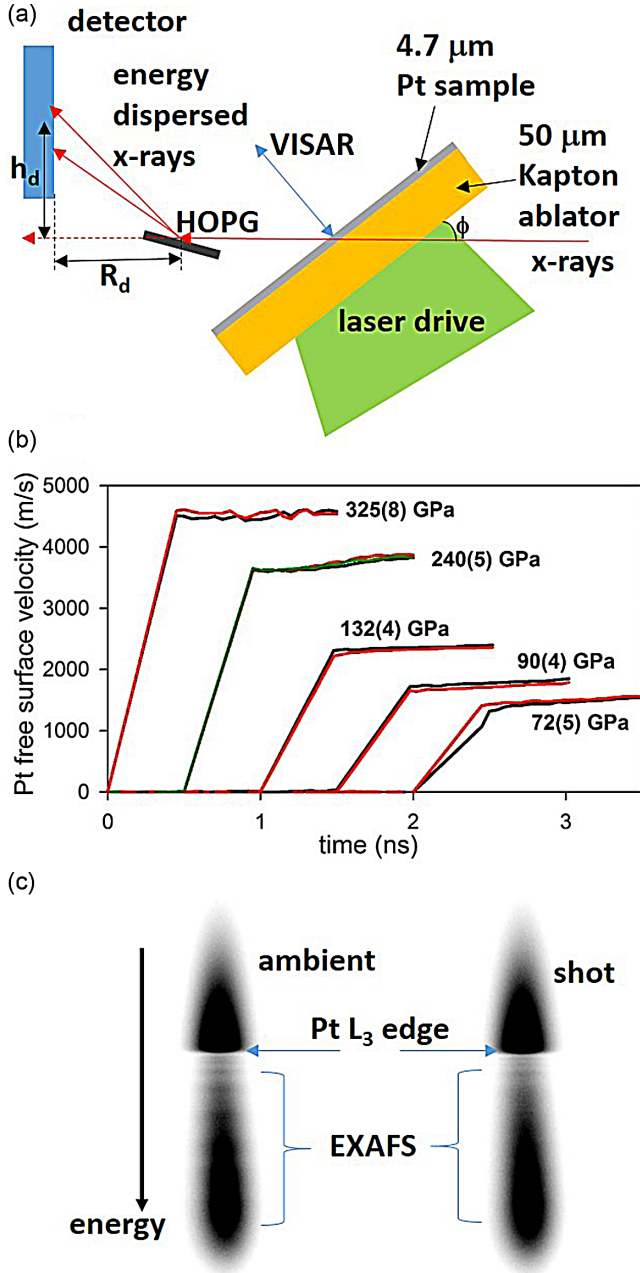 (a)
detector
energy
dispersed
x-rays
VISAR
4.7 μm
Pt sample
50 μm
Kapton
ablator
h_d
HOPG
ϕ
x-rays
R_d
laser drive
(b)
Pt free surface velocity (m/s)
5000
4000
3000
2000
1000
0
325(8) GPa
240(5) GPa
132(4) GPa
90(4) GPa
72(5) GPa
0 1 2 3
time (ns)
(c)
ambient
shot
Pt L₃ edge
EXAFS
energy